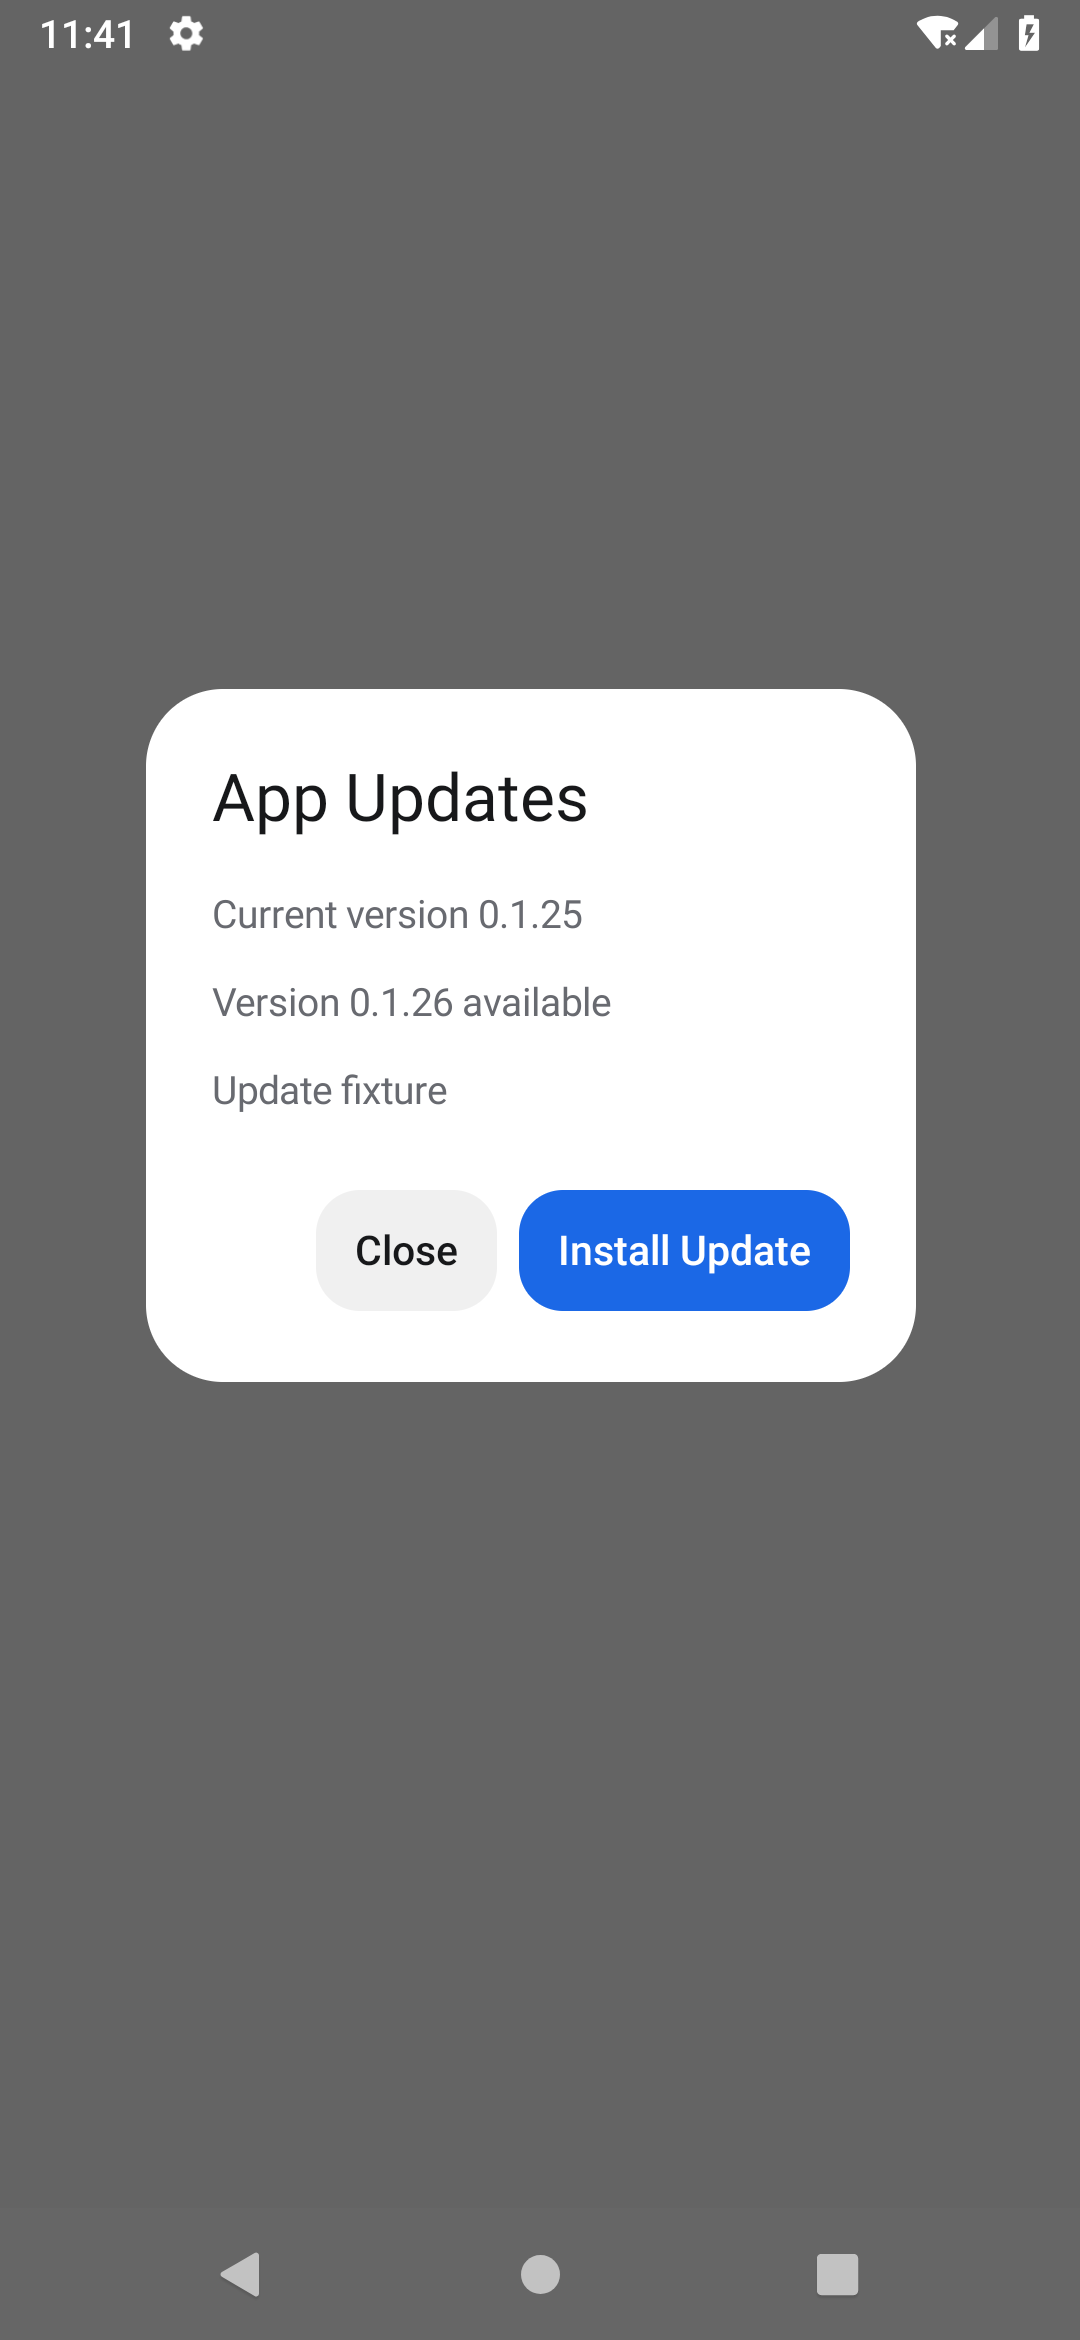 11:41
App Updates
Current version 0.1.25
Version 0.1.26 available
Update fixture
Close
Install Update